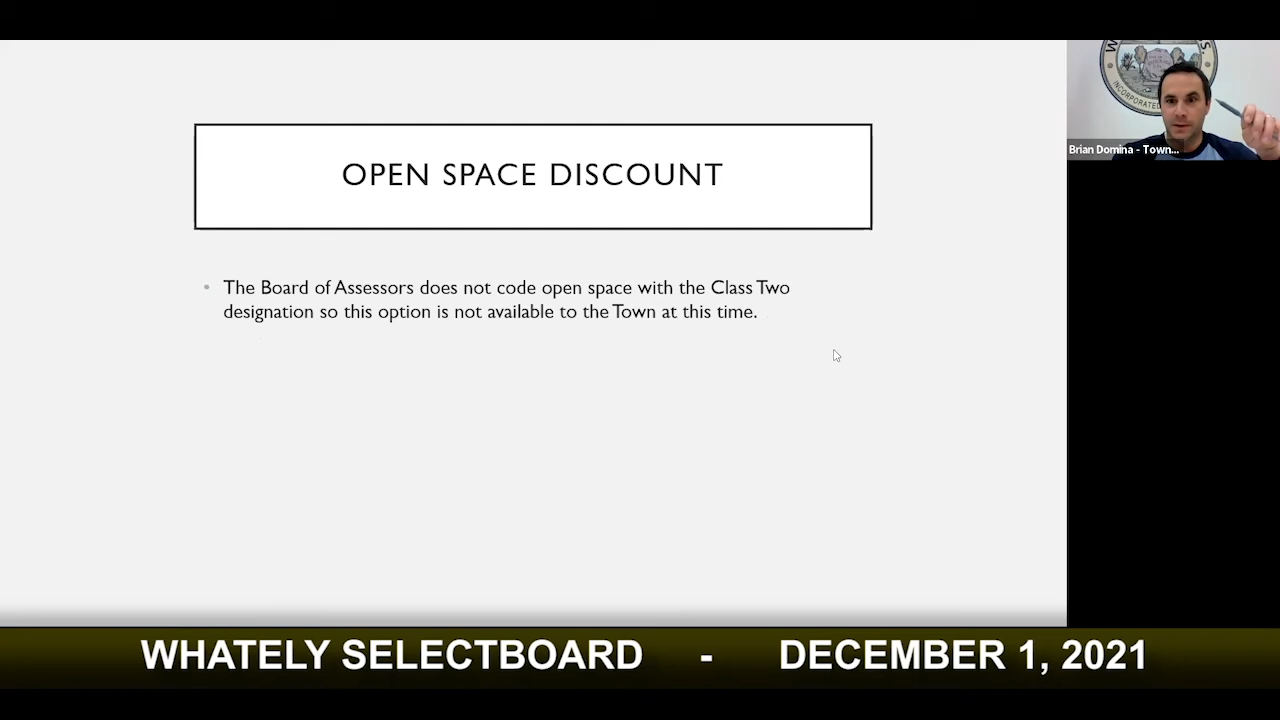 OPEN SPACE DISCOUNT
• The Board of Assessors does not code open space with the Class Two
designation so this option is not available to the Town at this time.
INCORPORATED
Brian Domina - Town...
WHATELY SELECTBOARD - DECEMBER 1, 2021